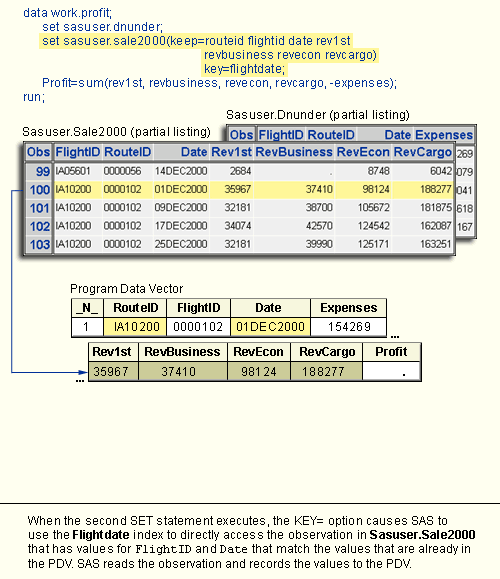 data work.profit;
set sasuser.dnunder;
set sasuser.sale2000(keep=routeid flightid date rev1st
revbusiness revecon revcargo)
key=flightdate;
Profit=sum(rev1st, revbusiness, revecon, revcargo, -expenses);
run;
Sasuser.Dnunder (partial listing)
Obs FlightID RouteID Date Expenses
269
079
041
618
167
Sasuser.Sale2000 (partial listing)
Obs FlightID RouteID Date Rev1st RevBusiness RevEcon RevCargo
99 IA05601 0000056 14DEC2000 2684 . 8748 6042
100 IA10200 0000102 01DEC2000 35967 37410 98124 188277
101 IA10200 0000102 09DEC2000 32181 38700 105672 181875
102 IA10200 0000102 17DEC2000 34074 42570 124542 162087
103 IA10200 0000102 25DEC2000 32181 39990 125171 163251
Program Data Vector
_N_ RouteID FlightID Date Expenses
1 IA10200 0000102 01DEC2000 154269
...
Rev1st RevBusiness RevEcon RevCargo Profit
... 35967 37410 98124 188277 .
When the second SET statement executes, the KEY= option causes SAS to
use the Flightdate index to directly access the observation in Sasuser.Sale2000
that has values for FlightID and Date that match the values that are already in
the PDV. SAS reads the observation and records the values to the PDV.